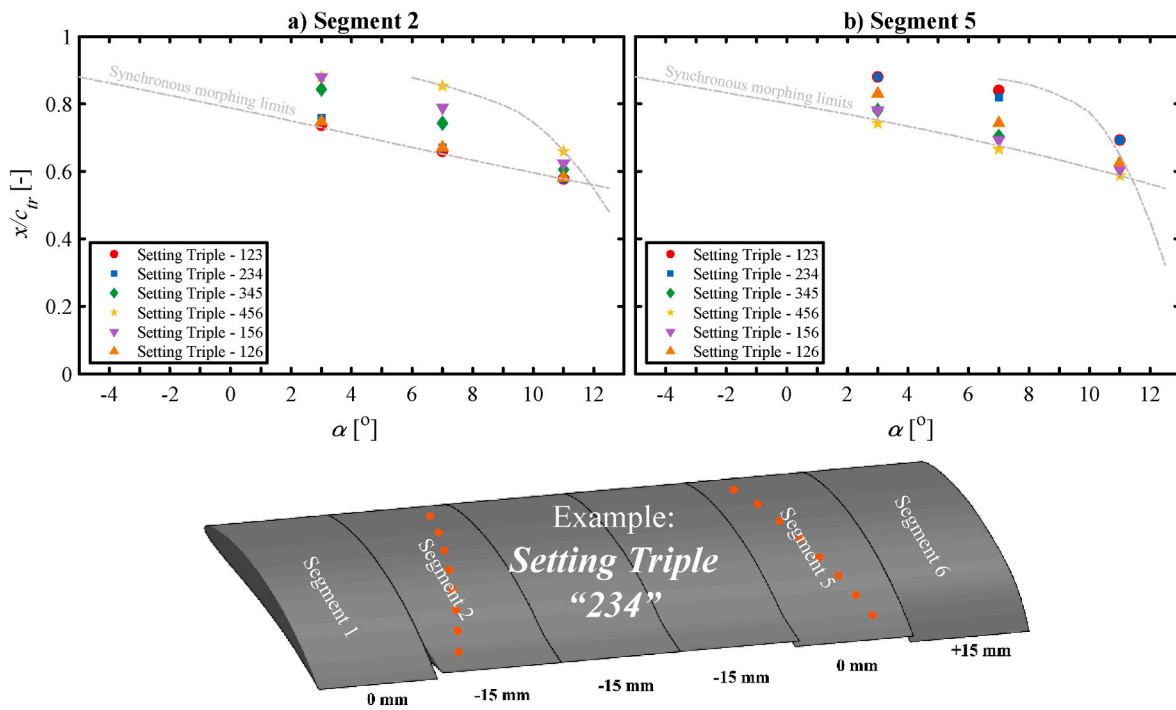 a) Segment 2
1
0.8
0.6
0.4
0.2
0
x/c_tr [-]
Synchronous morphing limits
Setting Triple - 123
Setting Triple - 234
Setting Triple - 345
Setting Triple - 456
Setting Triple - 156
Setting Triple - 126
-4 -2 0 2 4 6 8 10 12
α [°]
b) Segment 5
Synchronous morphing limits
Setting Triple - 123
Setting Triple - 234
Setting Triple - 345
Setting Triple - 456
Setting Triple - 156
Setting Triple - 126
-4 -2 0 2 4 6 8 10 12
α [°]
Segment 1
Segment 2
Example:
Setting Triple
“234”
Segment 5
Segment 6
0 mm
-15 mm
-15 mm
-15 mm
0 mm
+15 mm